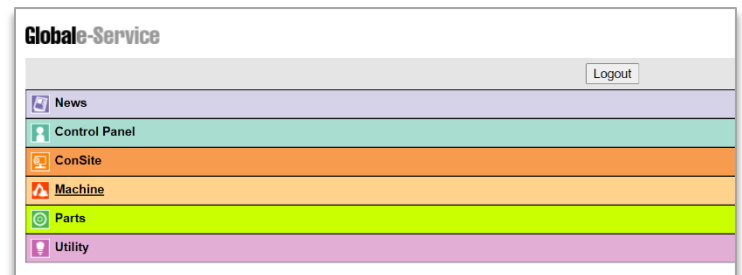 Globale-Service
Logout
News
Control Panel
ConSite
Machine
Parts
Utility